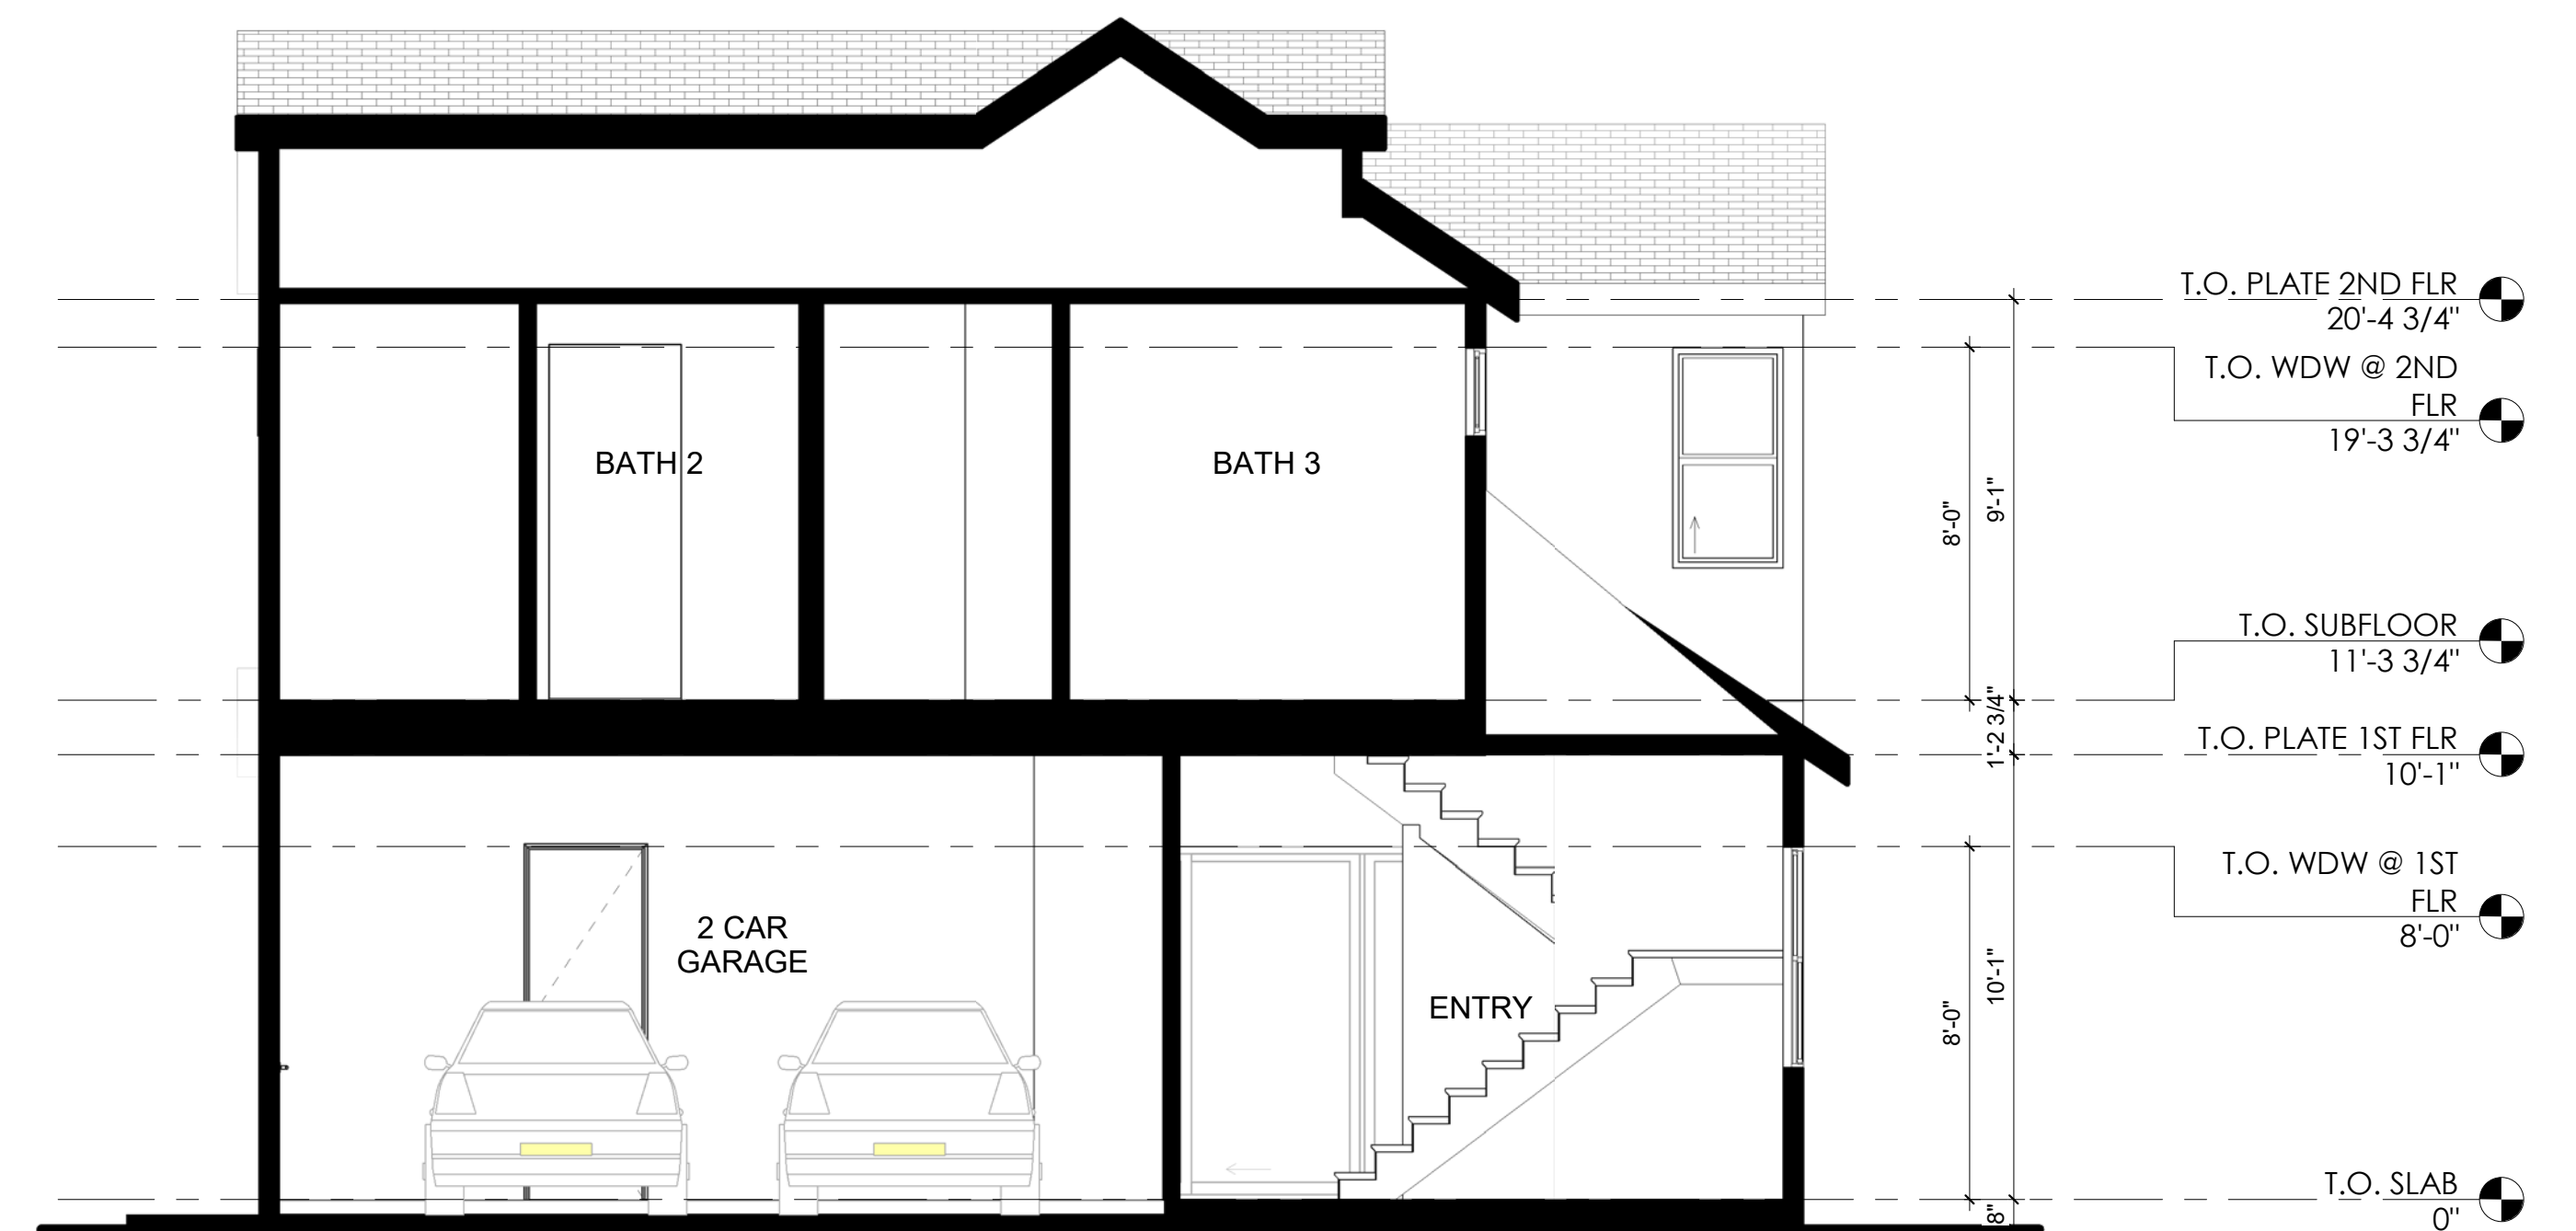 T.O. PLATE 2ND FLR
20'-4 3/4"
T.O. WDW @ 2ND
FLR
19'-3 3/4"
BATH 2
BATH 3
8'-0"
9'-1"
T.O. SUBFLOOR
11'-3 3/4"
1'-2 3/4"
T.O. PLATE 1ST FLR
10'-1"
T.O. WDW @ 1ST
FLR
8'-0"
2 CAR
GARAGE
ENTRY
8'-0"
10'-1"
T.O. SLAB
0"
8"